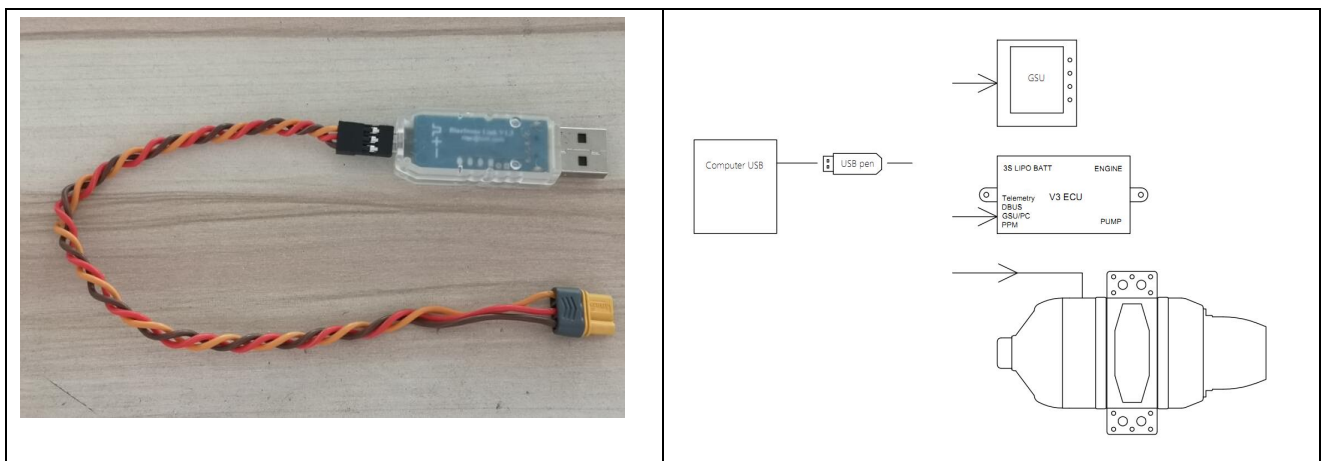 GSU
Computer USB
USB pen
3S LIPO BATT
ENGINE
Telemetry
V3 ECU
DBUS
GSU/PC
PPM
PUMP